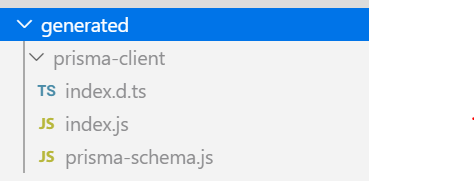 generated
prisma-client
TS index.d.ts
JS index.js
JS prisma-schema.js